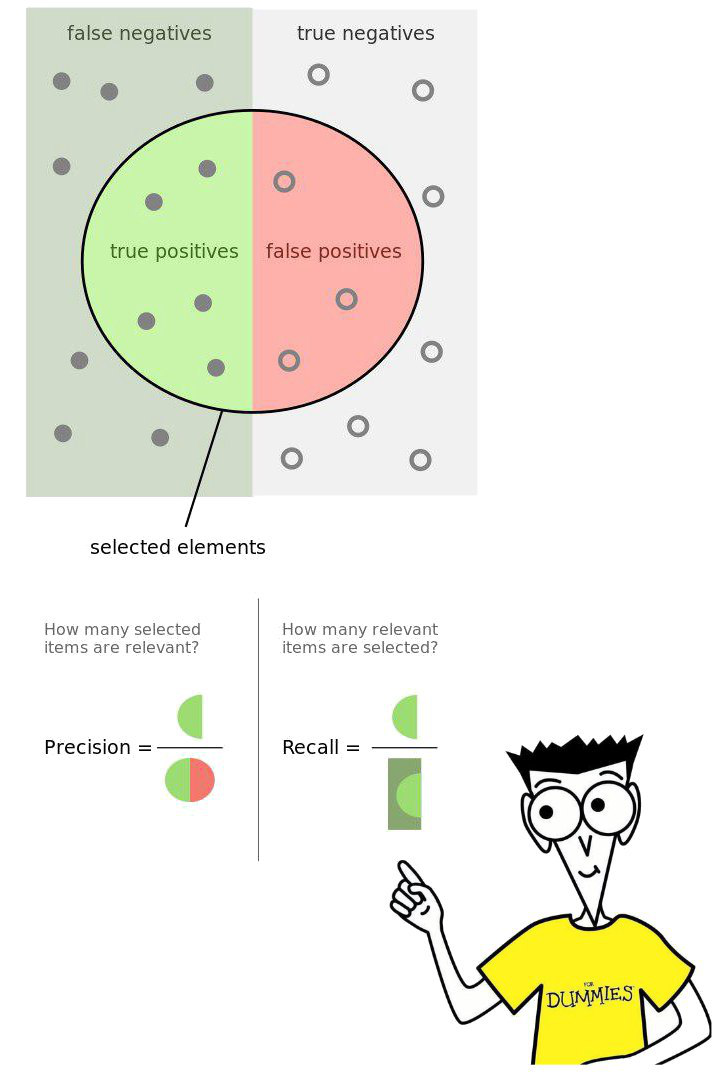 false negatives
true negatives
true positives
false positives
selected elements
How many selected
items are relevant?
How many relevant
items are selected?
Precision =
Recall =
FOR
DUMMIES